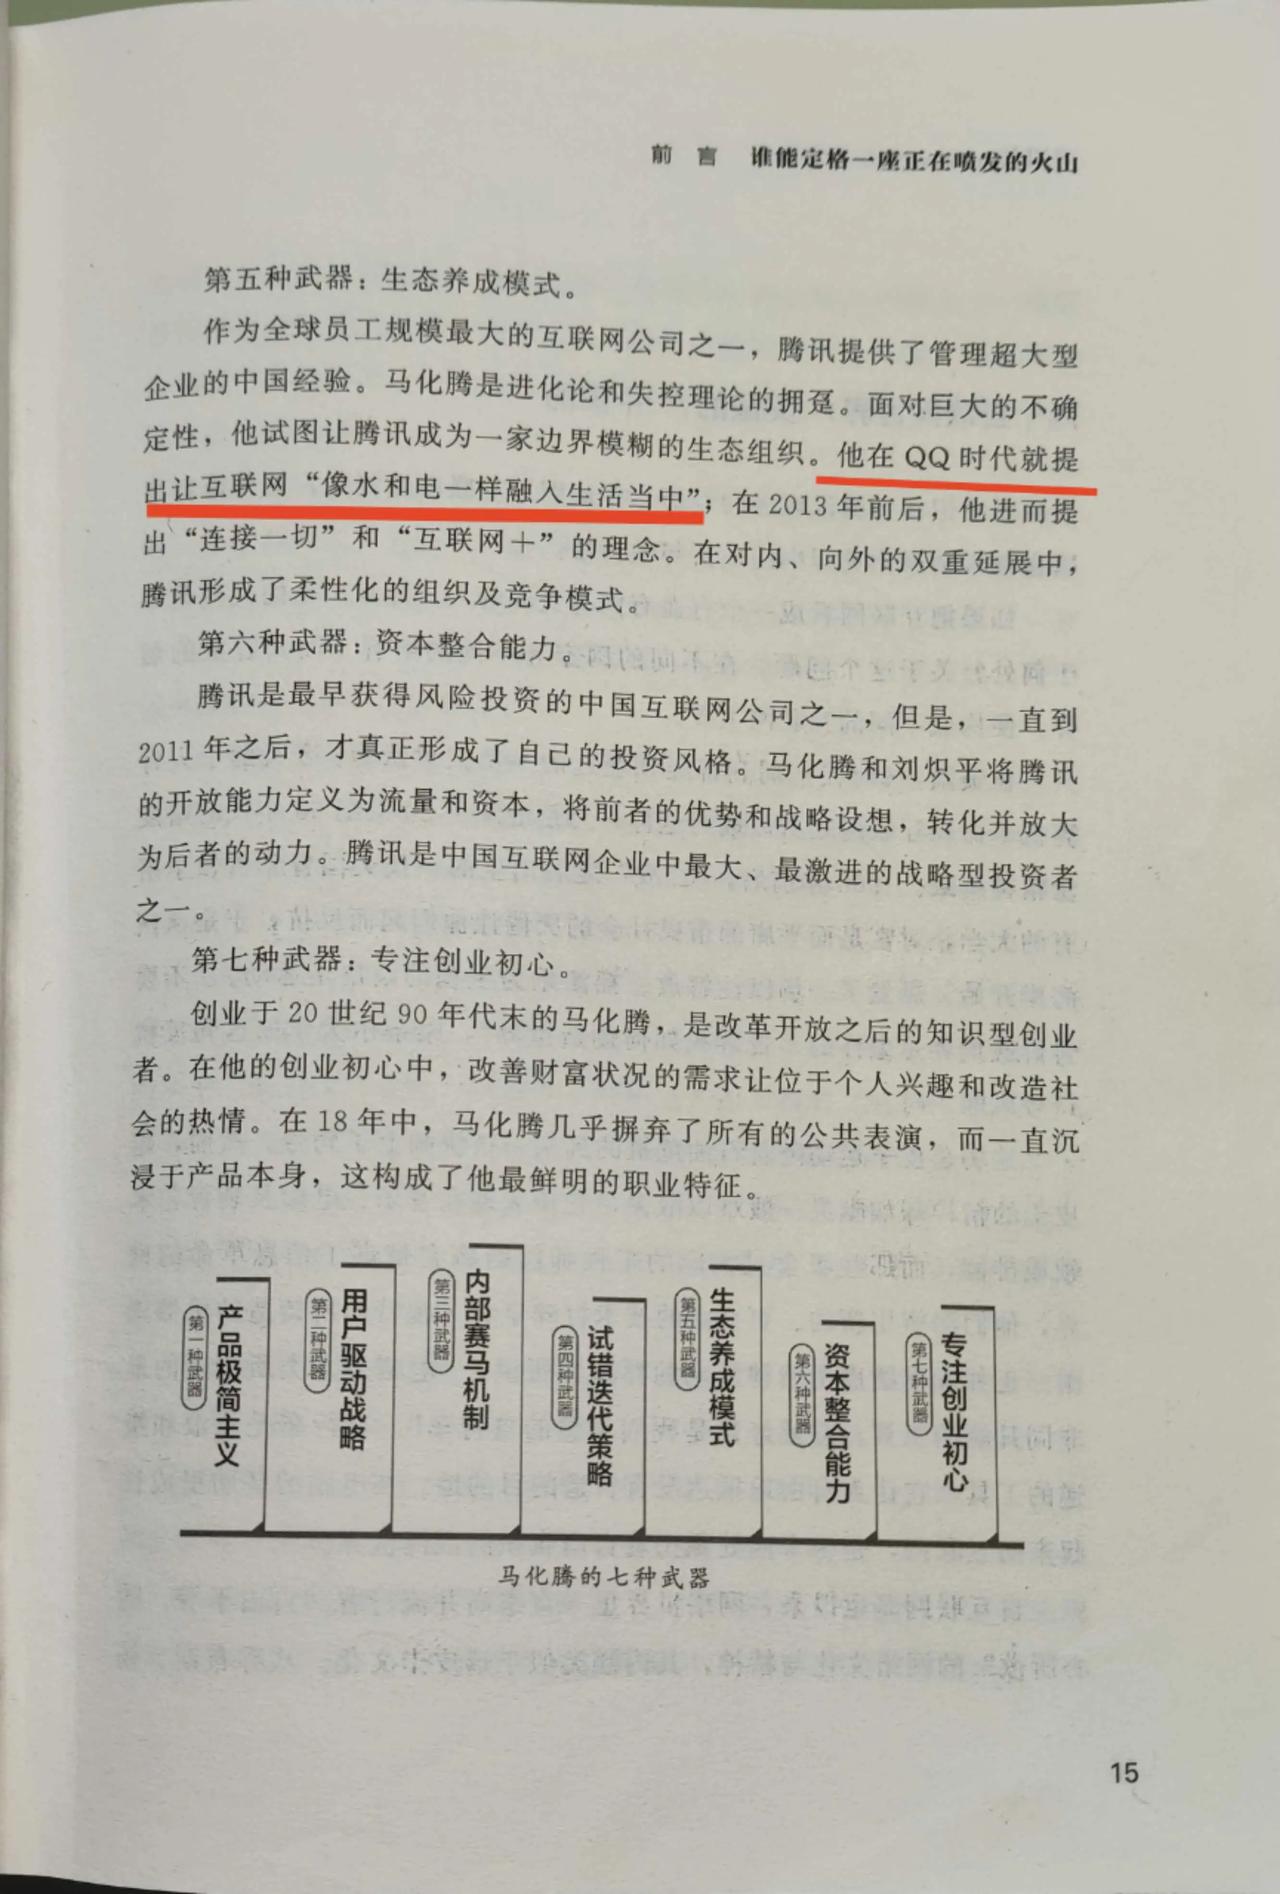 前 言 谁能定格一座正在喷发的火山
第五种武器：生态养成模式。
作为全球员工规模最大的互联网公司之一，腾讯提供了管理超大型
企业的中国经验。马化腾是进化论和失控理论的拥趸。面对巨大的不确
定性，他试图让腾讯成为一家边界模糊的生态组织。他在 QQ 时代就提
出让互联网“像水和电一样融入生活当中”；在 2013 年前后，他进而提
出“连接一切”和“互联网＋”的理念。在对内、向外的双重延展中，
腾讯形成了柔性化的组织及竞争模式。
第六种武器：资本整合能力。
腾讯是最早获得风险投资的中国互联网公司之一，但是，一直到
2011 年之后，才真正形成了自己的投资风格。马化腾和刘炽平将腾讯
的开放能力定义为流量和资本，将前者的优势和战略设想，转化并放大
为后者的动力。腾讯是中国互联网企业中最大、最激进的战略型投资者
之一。
第七种武器：专注创业初心。
创业于 20 世纪 90 年代末的马化腾，是改革开放之后的知识型创业
者。在他的创业初心中，改善财富状况的需求让位于个人兴趣和改造社
会的热情。在 18 年中，马化腾几乎摒弃了所有的公共表演，而一直沉
浸于产品本身，这构成了他最鲜明的职业特征。
第一种武器
产品极简主义
第二种武器
用户驱动战略
第三种武器
内部赛马机制
第四种武器
试错迭代策略
第五种武器
生态养成模式
第六种武器
资本整合能力
第七种武器
专注创业初心
马化腾的七种武器
15